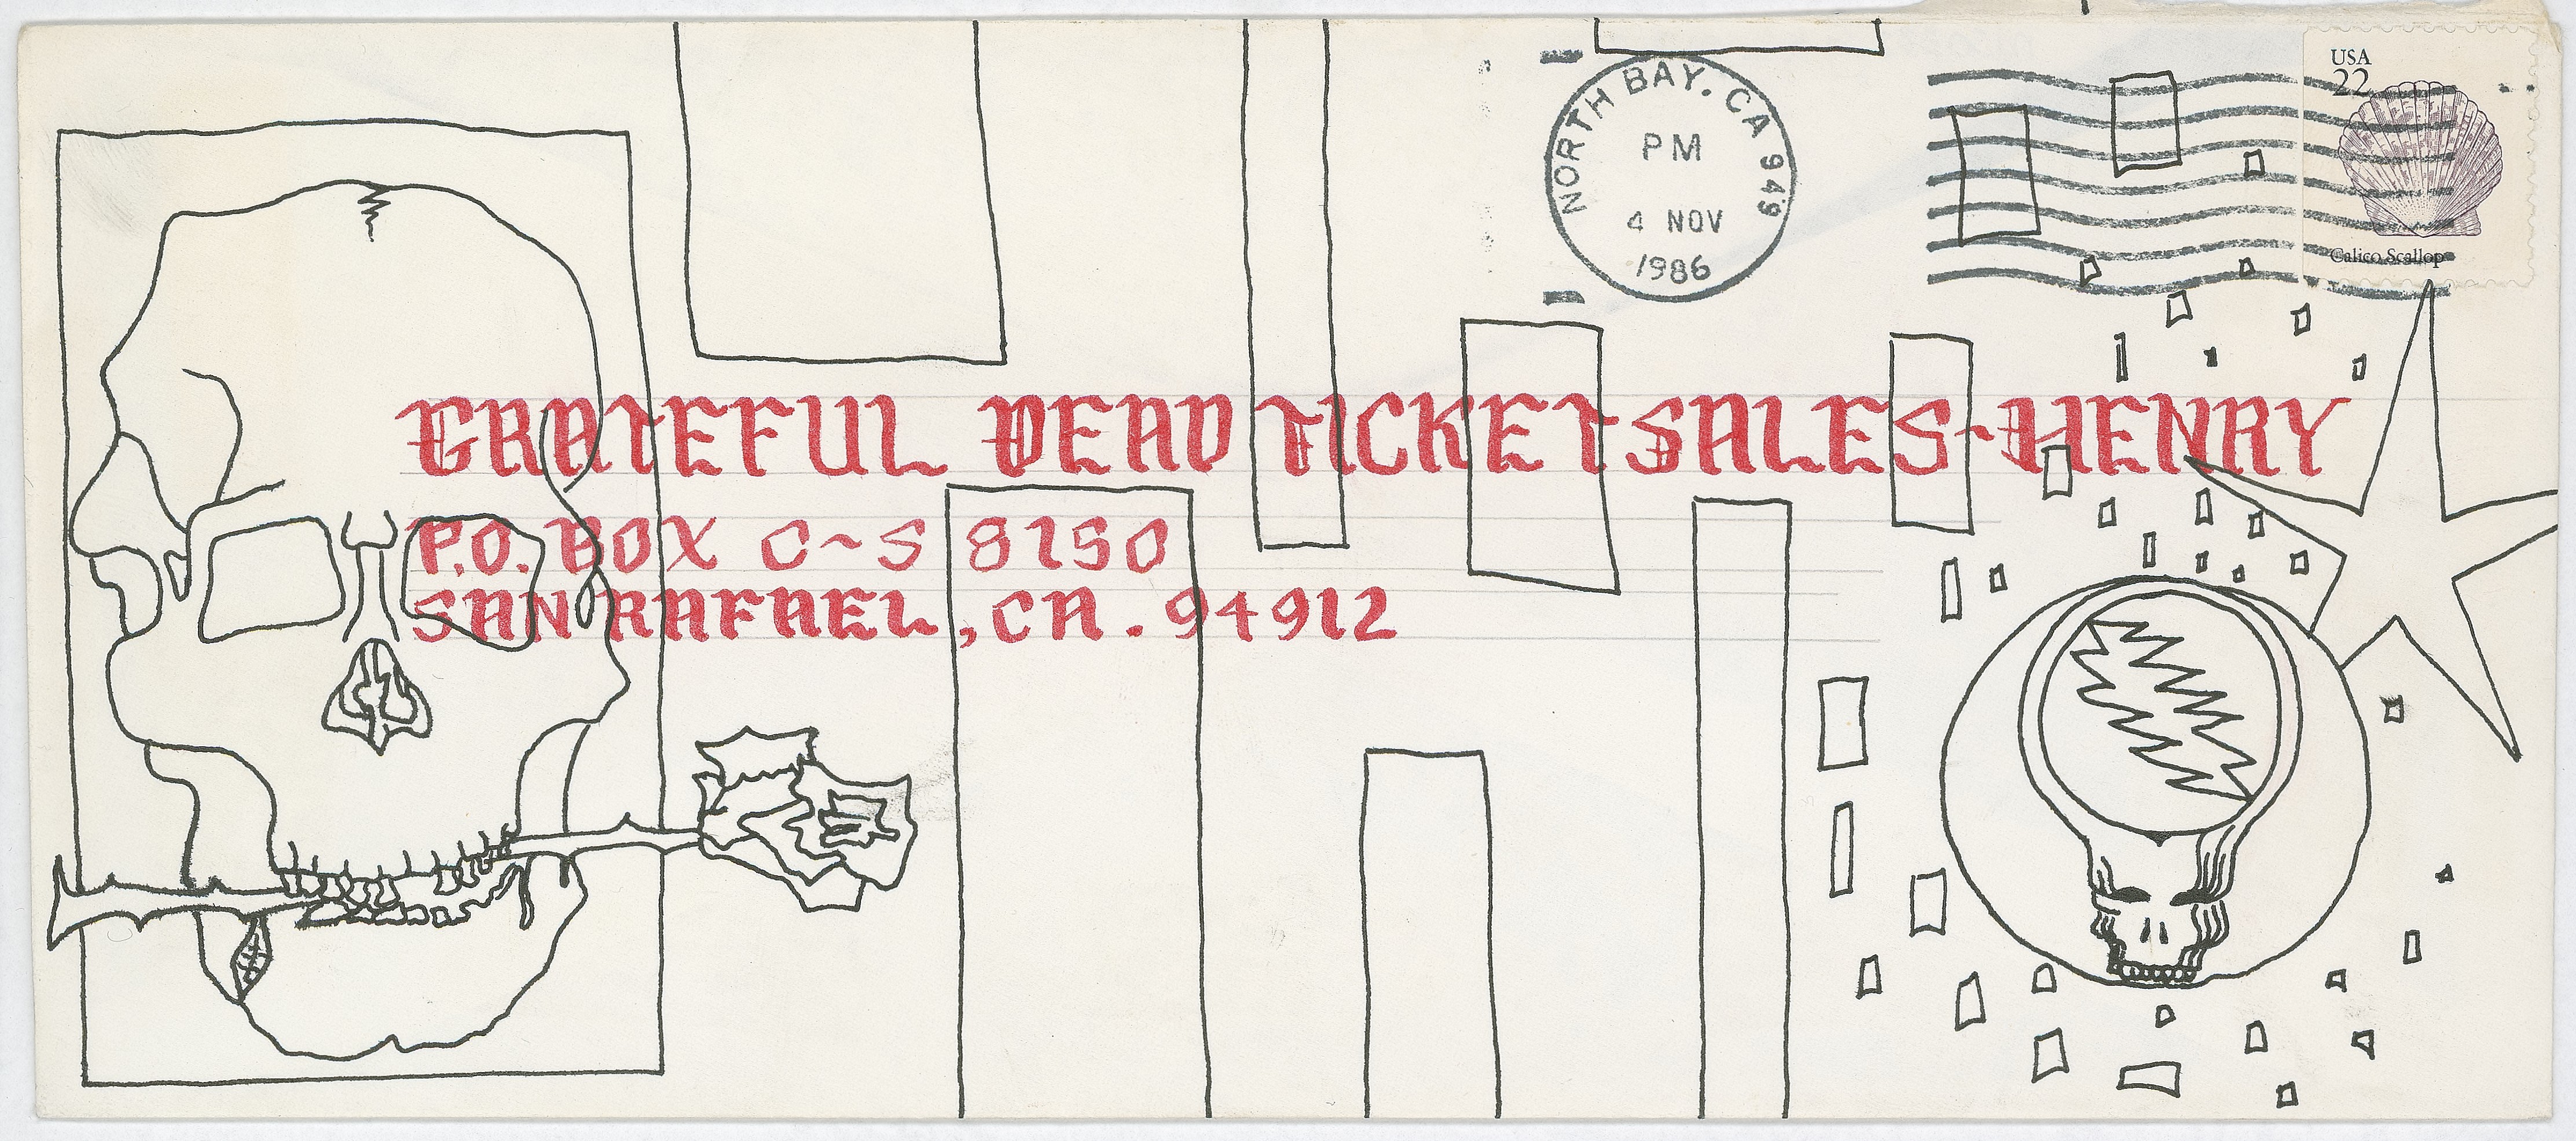 USA
22
Calico Scallop
NORTH BAY. CA 949
PM
4 NOV
1986
GRATEFUL DEAD TICKET SALES~HENRY
P.O. BOX C~S 8150
SAN RAFAEL, CA. 94912